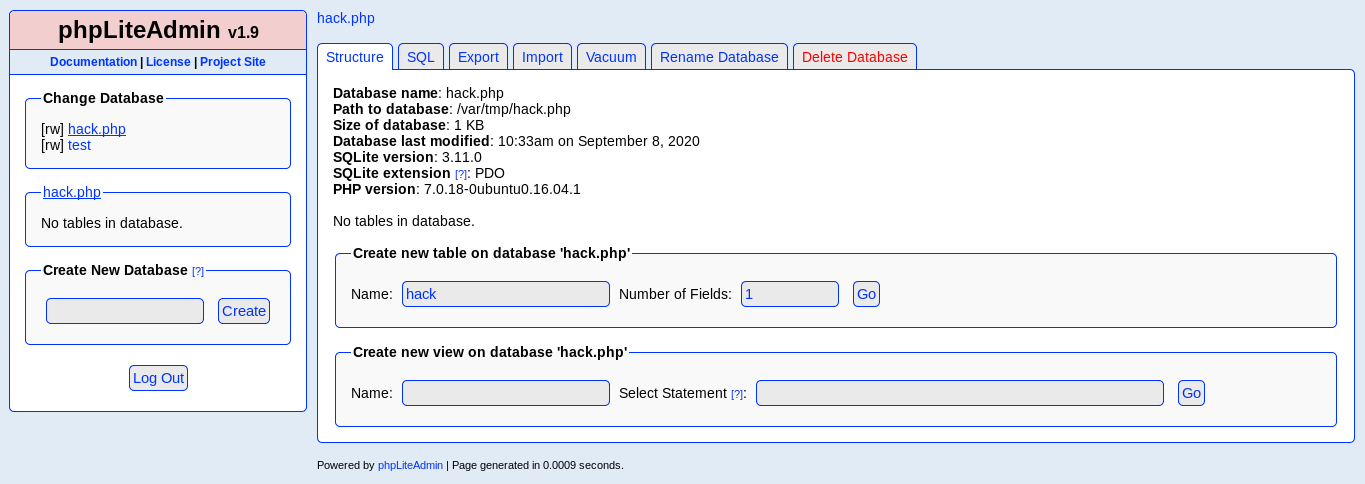 phpLiteAdmin v1.9
Documentation | License | Project Site
Change Database
[rw] hack.php
[rw] test
hack.php
No tables in database.
Create New Database [?]
Create
Log Out
hack.php
Structure SQL Export Import Vacuum Rename Database Delete Database
Database name: hack.php
Path to database: /var/tmp/hack.php
Size of database: 1 KB
Database last modified: 10:33am on September 8, 2020
SQLite version: 3.11.0
SQLite extension [?]: PDO
PHP version: 7.0.18-0ubuntu0.16.04.1
No tables in database.
Create new table on database 'hack.php'
Name: hack Number of Fields: 1 Go
Create new view on database 'hack.php'
Name: Select Statement [?]: Go
Powered by phpLiteAdmin | Page generated in 0.0009 seconds.